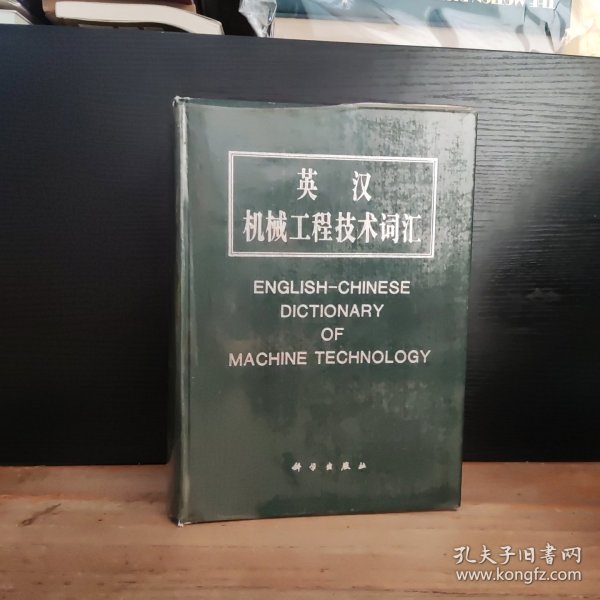 英 汉
机械工程技术词汇
ENGLISH-CHINESE
DICTIONARY
OF
MACHINE TECHNOLOGY
科学出版社
孔夫子旧書网
www.kongfz.com